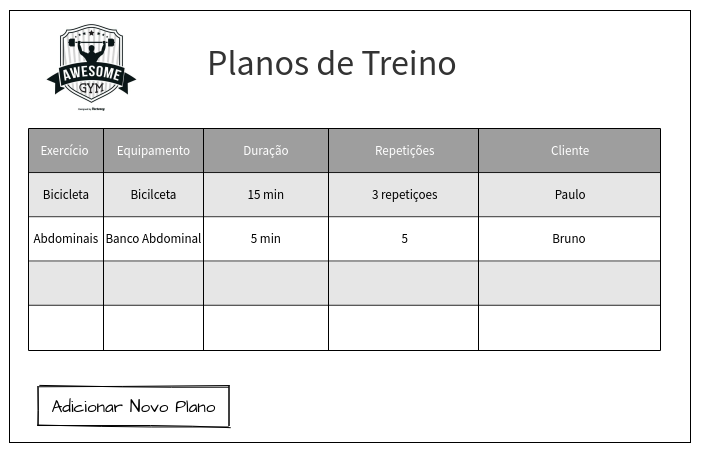 AWESOME
GYM
Planos de Treino
Exercício Equipamento Duração Repetições Cliente
Bicicleta Bicilceta 15 min 3 repetiçoes Paulo
Abdominais Banco Abdominal 5 min 5 Bruno
Adicionar Novo Plano